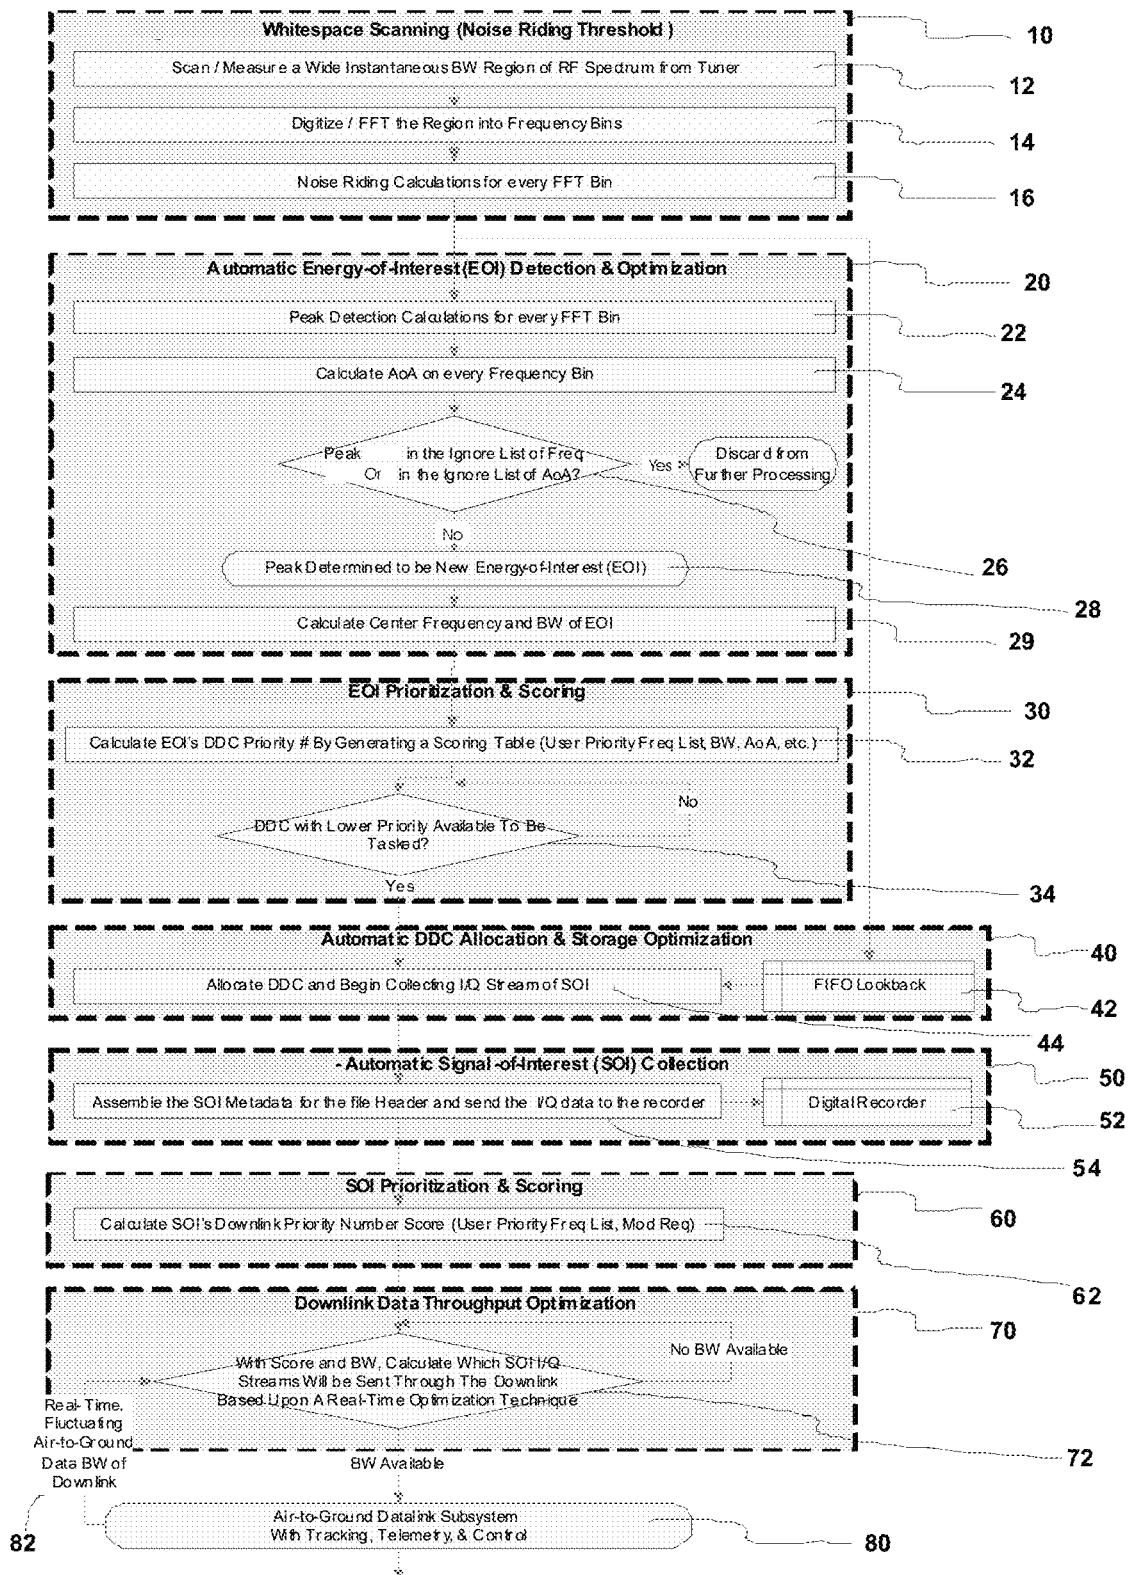 Whitespace Scanning (Noise Riding Threshold )
10
Scan / Measure a Wide Instantaneous BW Region of RF Spectrum from Tuner
12
Digitize / FFT the Region into Frequency Bins
14
Noise Riding Calculations for every FFT Bin
16
Automatic Energy-of-Interest (EOI) Detection & Optimization
20
Peak Detection Calculations for every FFT Bin
22
Calculate AoA on every Frequency Bin
24
Peak in the Ignore List of Freq
Or in the Ignore List of AoA?
Yes
Discard from
Further Processing
No
26
Peak Determined to be New Energy-of-Interest (EOI)
28
Calculate Center Frequency and BW of EOI
29
EOI Prioritization & Scoring
30
Calculate EOI's DDC Priority # By Generating a Scoring Table (User Priority Freq List, BW, AoA, etc.)
32
No
DDC with Lower Priority Available To Be
Tasked?
Yes
34
Automatic DDC Allocation & Storage Optimization
40
Allocate DDC and Begin Collecting I/Q Stream of SOI
FIFO Lookback
42
44
- Automatic Signal-of-Interest (SOI) Collection
50
Assemble the SOI Metadata for the file Header and send the I/Q data to the recorder
Digital Recorder
52
54
SOI Prioritization & Scoring
60
Calculate SOI's Downlink Priority Number Score (User Priority Freq List, Mod Req)
62
Downlink Data Throughput Optimization
70
No BW Available
With Score and BW, Calculate Which SOI I/Q
Streams Will be Sent Through The Downlink
Based Upon A Real-Time Optimization Technique
72
Real-Time,
Fluctuating
Air-to-Ground
Data BW of
Downlink
82
BW Available
Air-to-Ground Datalink Subsystem
With Tracking, Telemetry, & Control
80